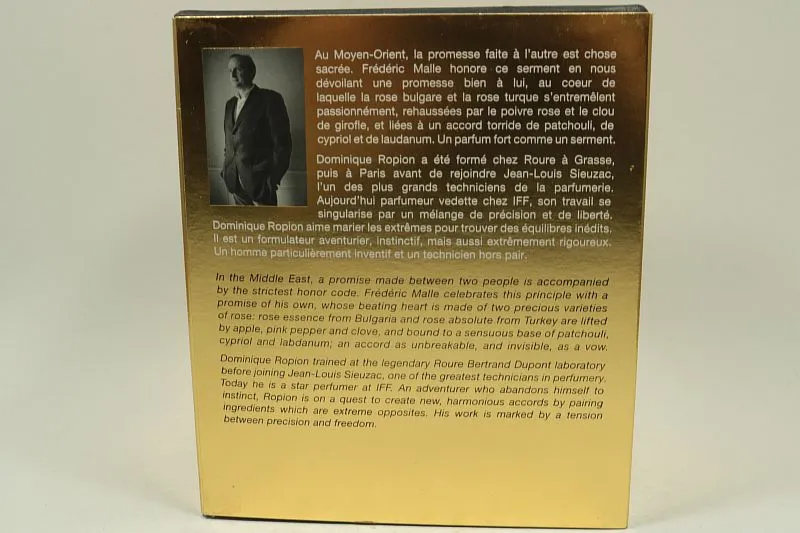 Au Moyen-Orient, la promesse faite à l'autre est chose
sacrée. Frédéric Malle honore ce serment en nous
dévoilant une promesse bien à lui, au coeur de
laquelle la rose bulgare et la rose turque s'entremêlent
passionnément, rehaussées par le poivre rose et le clou
de girofle, et liées à un accord torride de patchouli, de
cypriol et de laudanum. Un parfum fort comme un serment.
Dominique Ropion a été formé chez Roure à Grasse,
puis à Paris avant de rejoindre Jean-Louis Sieuzac,
l'un des plus grands techniciens de la parfumerie.
Aujourd'hui parfumeur vedette chez IFF, son travail se
singularise par un mélange de précision et de liberté.
Dominique Ropion aime marier les extrêmes pour trouver des équilibres inédits.
Il est un formulateur aventurier, instinctif, mais aussi extrêmement rigoureux.
Un homme particulièrement inventif et un technicien hors pair.
In the Middle East, a promise made between two people is accompanied
by the strictest honor code. Frédéric Malle celebrates this principle with a
promise of his own, whose beating heart is made of two precious varieties
of rose: rose essence from Bulgaria and rose absolute from Turkey are lifted
by apple, pink pepper and clove, and bound to a sensuous base of patchouli,
cypriol and labdanum; an accord as unbreakable, and invisible, as a vow.
Dominique Ropion trained at the legendary Roure Bertrand Dupont laboratory
before joining Jean-Louis Sieuzac, one of the greatest technicians in perfumery.
Today he is a star perfumer at IFF. An adventurer who abandons himself to
instinct, Ropion is on a quest to create new, harmonious accords by pairing
ingredients which are extreme opposites. His work is marked by a tension
between precision and freedom.